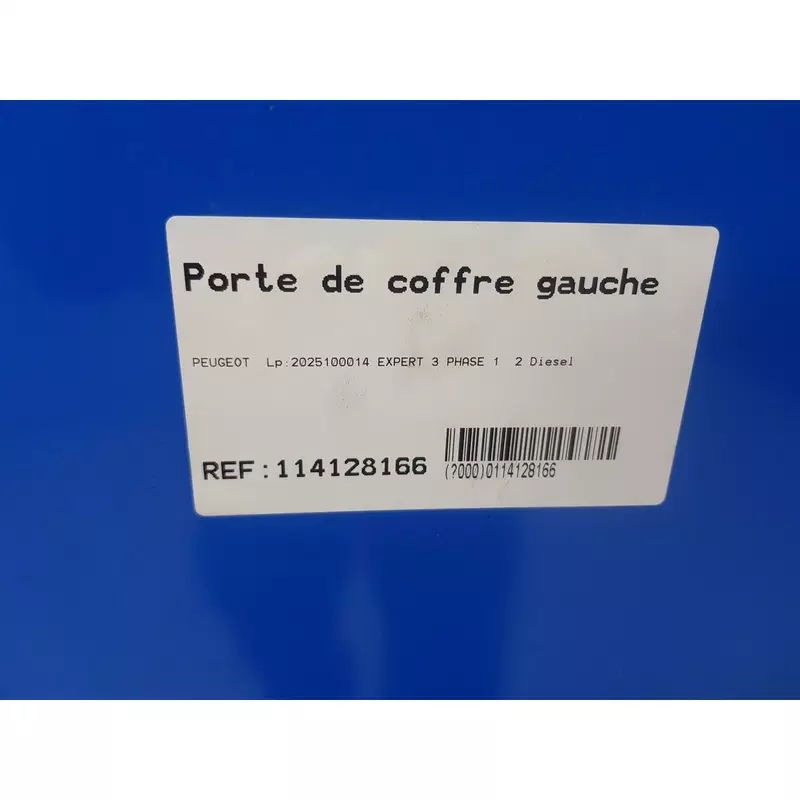 Porte de coffre gauche
PEUGEOT Lp:2025100014 EXPERT 3 PHASE 1 2 Diesel
REF:114128166
(?000)0114128166